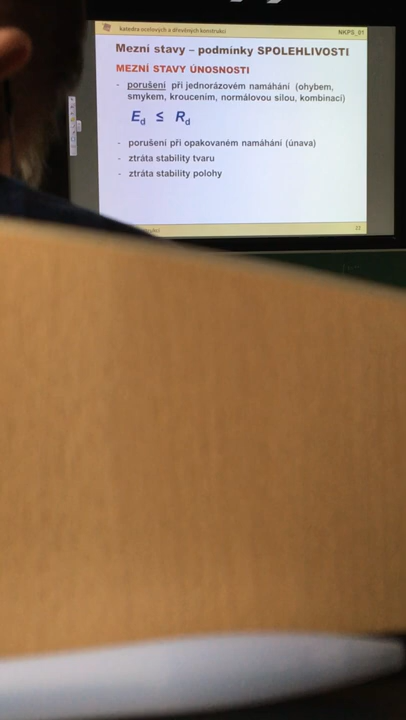 katedra ocelových a dřevěných konstrukcí
NKPS_01
Mezní stavy – podmínky SPOLEHLIVOSTI
MEZNÍ STAVY ÚNOSNOSTI
- porušení při jednorázovém namáhání (ohybem,
smykem, kroucením, normálovou silou, kombinací)
Ed ≤ Rd
- porušení při opakovaném namáhání (únava)
- ztráta stability tvaru
- ztráta stability polohy